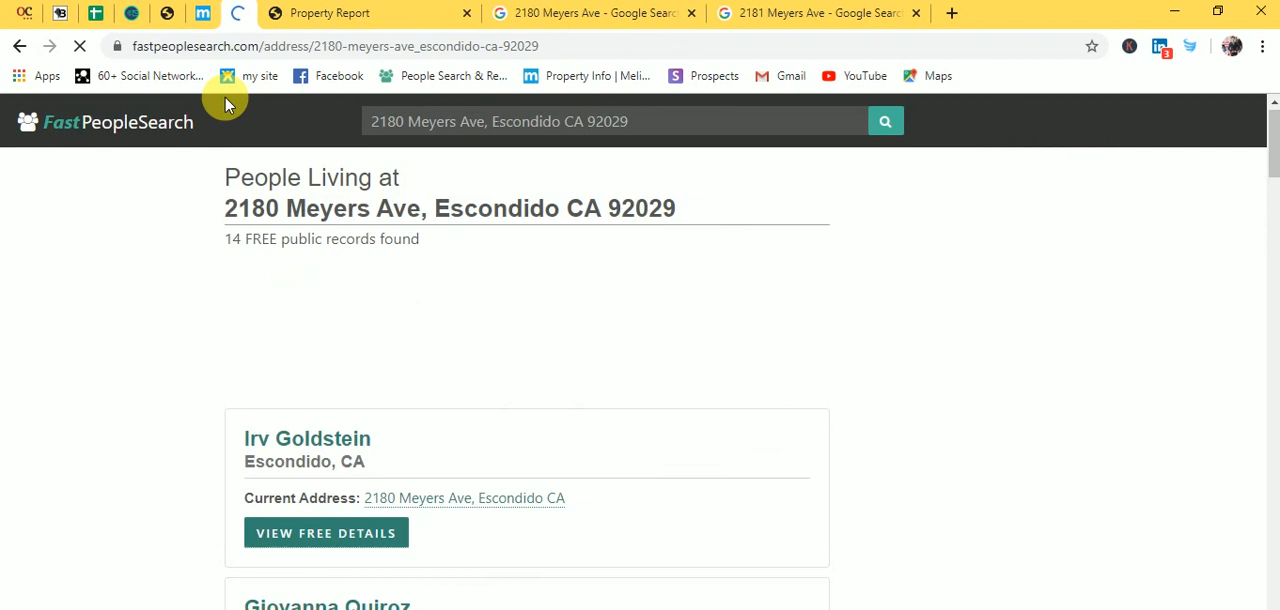 Property Report
2180 Meyers Ave - Google Searc
2181 Meyers Ave - Google Searc
fastpeoplesearch.com/address/2180-meyers-ave_escondido-ca-92029
Apps
60+ Social Network...
my site
Facebook
People Search & Re...
Property Info | Meli...
Prospects
Gmail
YouTube
Maps
FastPeopleSearch
2180 Meyers Ave, Escondido CA 92029
People Living at
2180 Meyers Ave, Escondido CA 92029
14 FREE public records found
Irv Goldstein
Escondido, CA
Current Address: 2180 Meyers Ave, Escondido CA
VIEW FREE DETAILS
Giovanna Quiroz